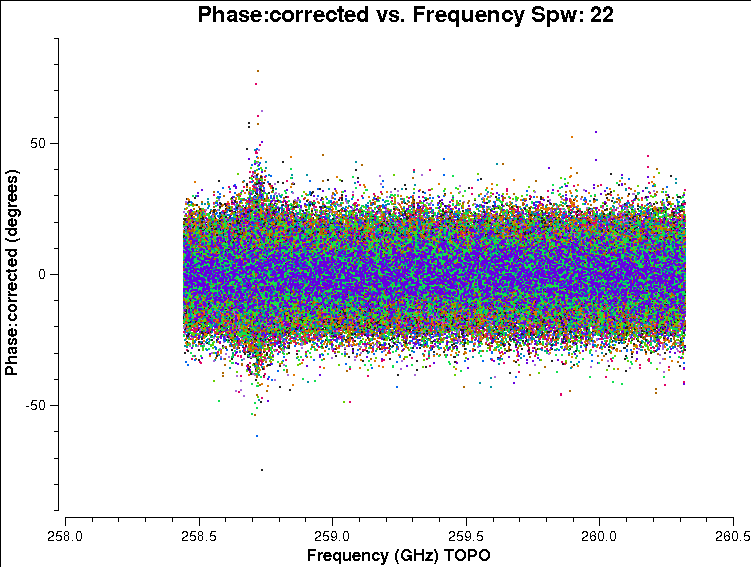 Phase:corrected vs. Frequency Spw: 22
Phase:corrected (degrees)
50
0
-50
258.0 258.5 259.0 259.5 260.0 260.5
Frequency (GHz) TOPO